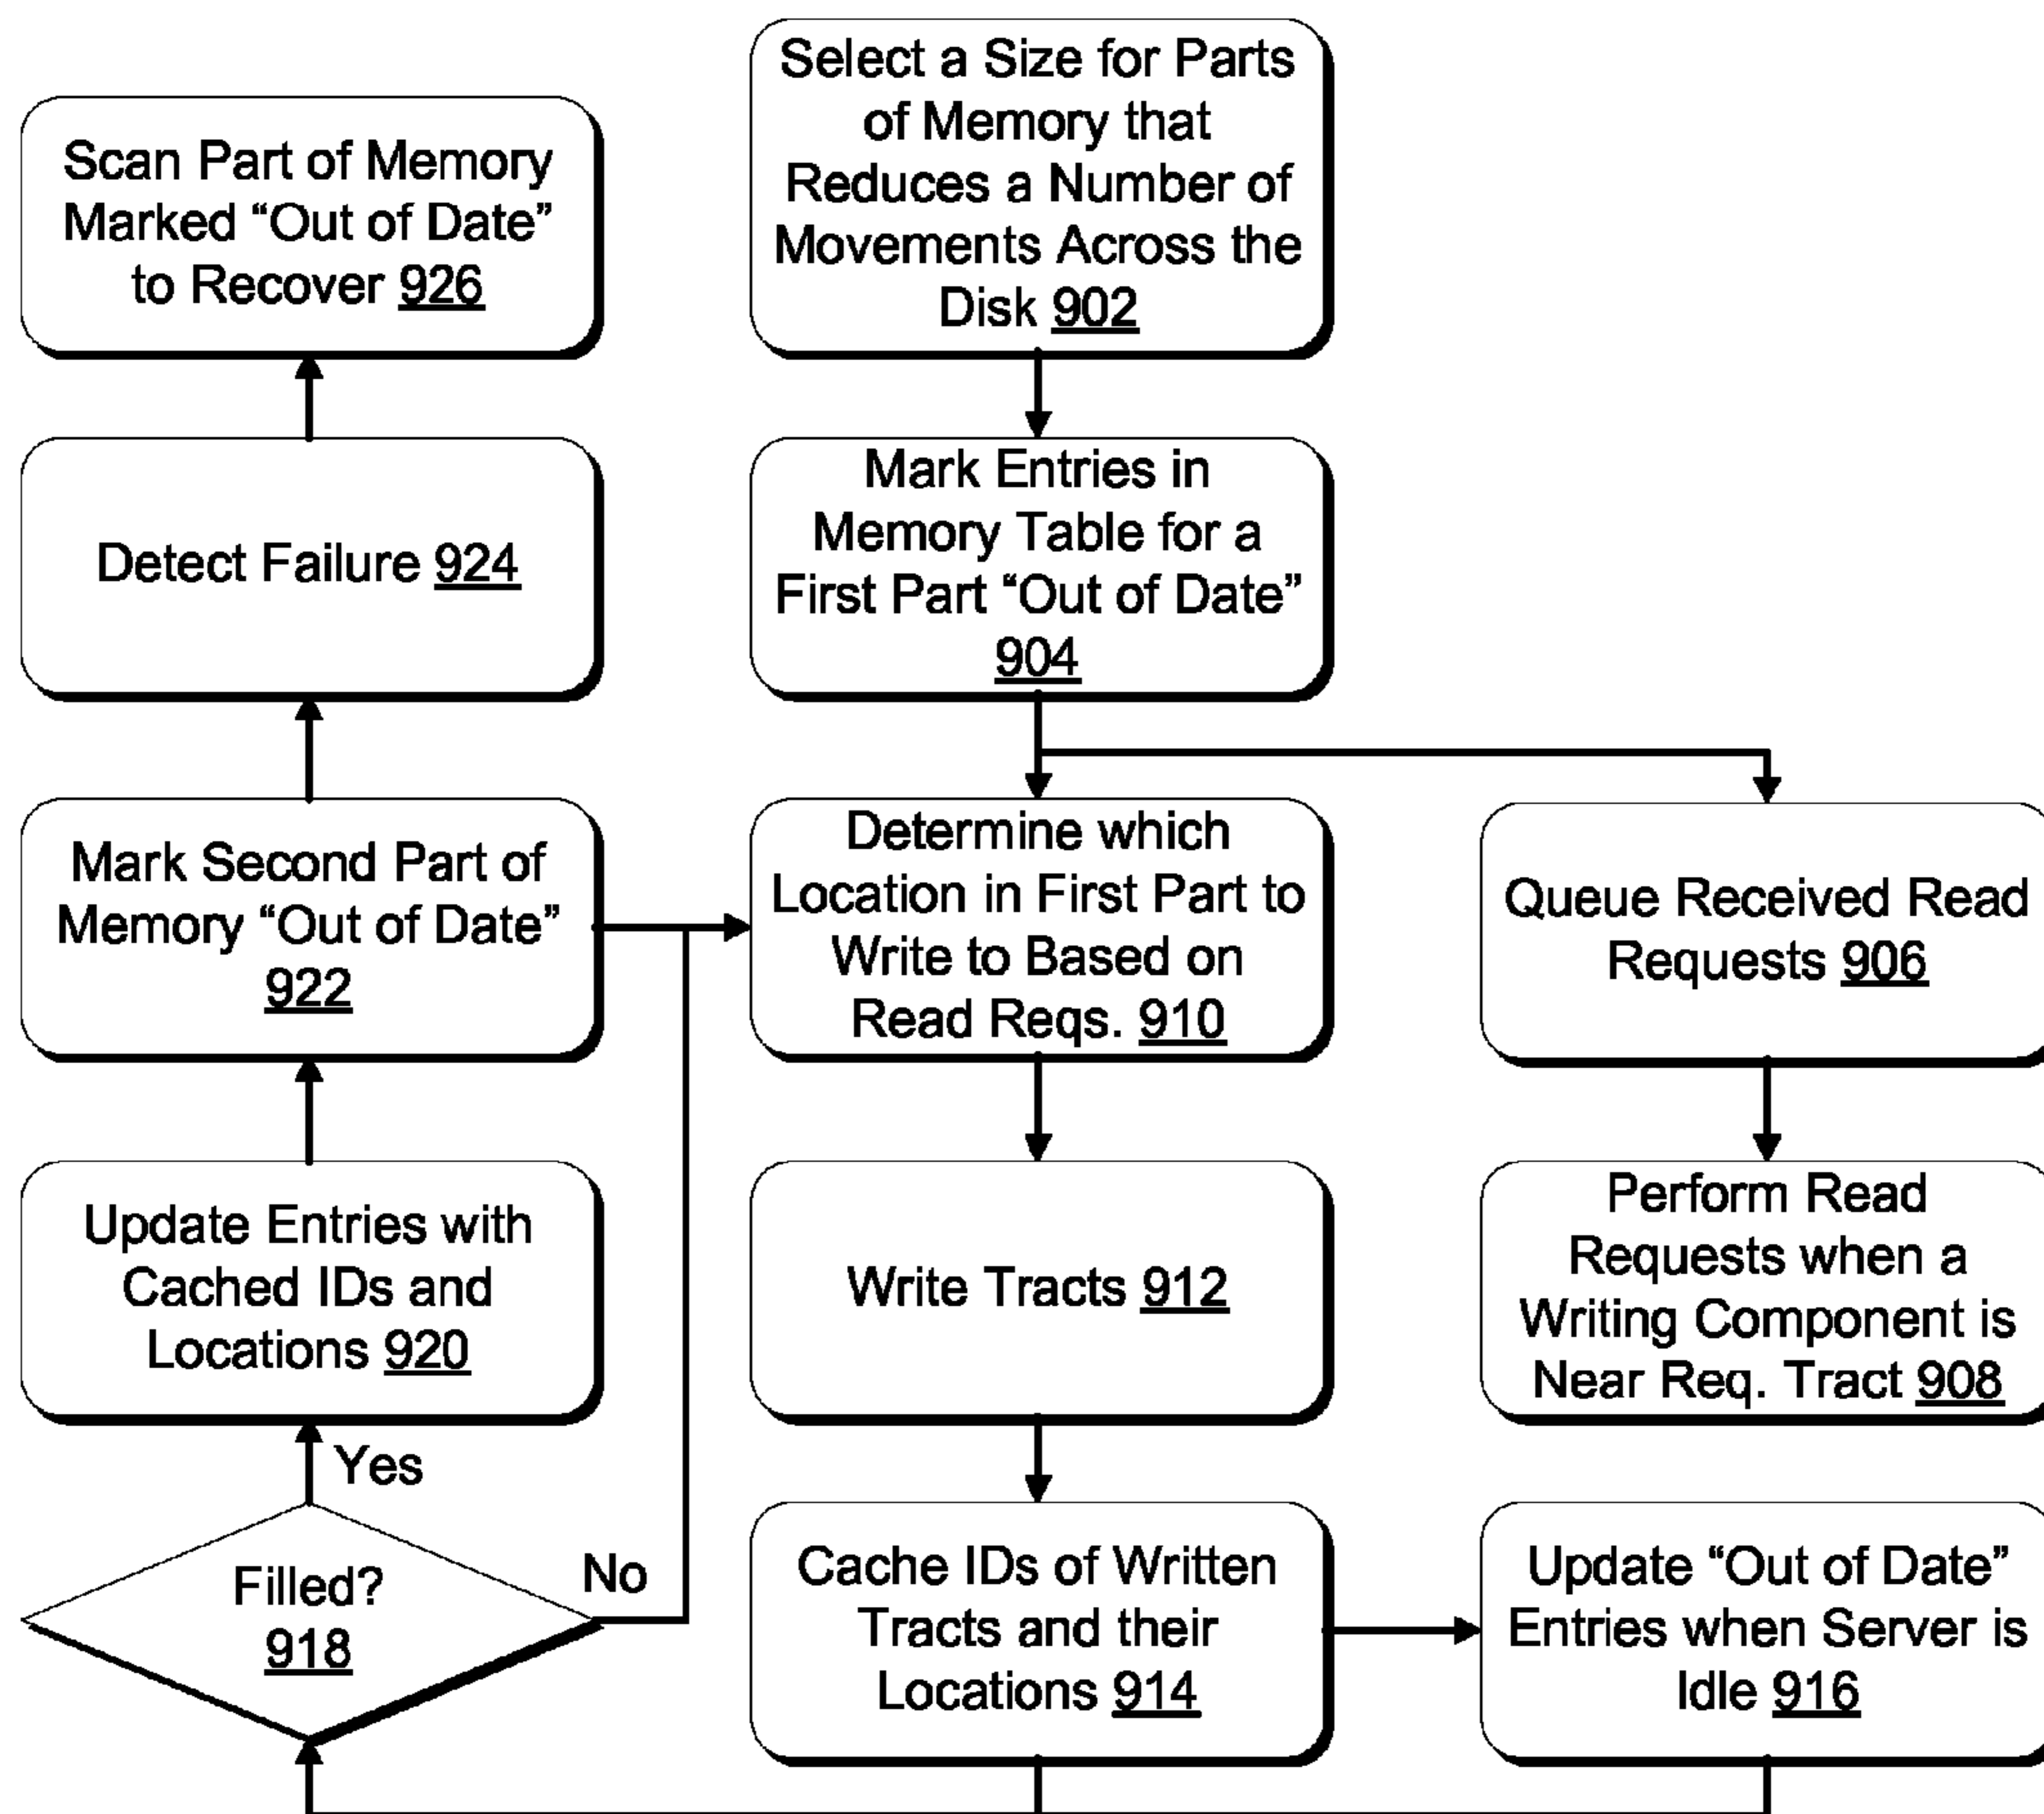 Select a Size for Parts
of Memory that
Reduces a Number of
Movements Across the
Disk 902
Mark Entries in
Memory Table for a
First Part “Out of Date”
904
Queue Received Read
Requests 906
Perform Read
Requests when a
Writing Component is
Near Req. Tract 908
Determine which
Location in First Part to
Write to Based on
Read Reqs. 910
Write Tracts 912
Cache IDs of Written
Tracts and their
Locations 914
Update “Out of Date”
Entries when Server is
Idle 916
Filled?
918
No
Yes
Update Entries with
Cached IDs and
Locations 920
Mark Second Part of
Memory “Out of Date”
922
Detect Failure 924
Scan Part of Memory
Marked “Out of Date”
to Recover 926